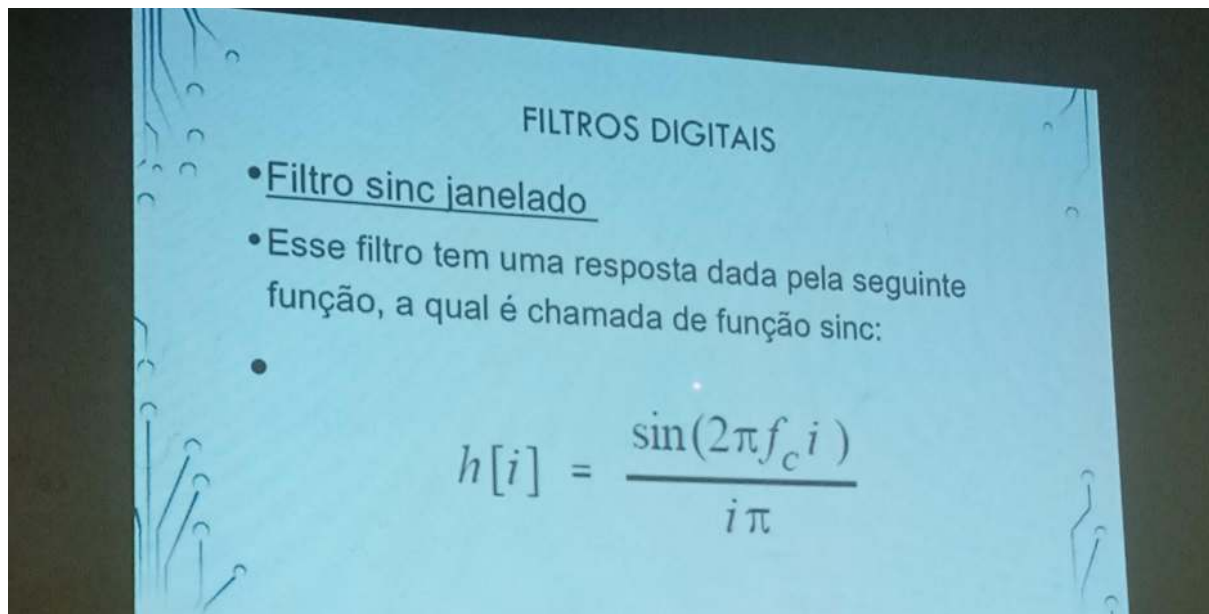 FILTROS DIGITAIS
•Filtro sinc janelado
•Esse filtro tem uma resposta dada pela seguinte
função, a qual é chamada de função sinc:
•
h[i] = sin(2πf_c i ) / iπ